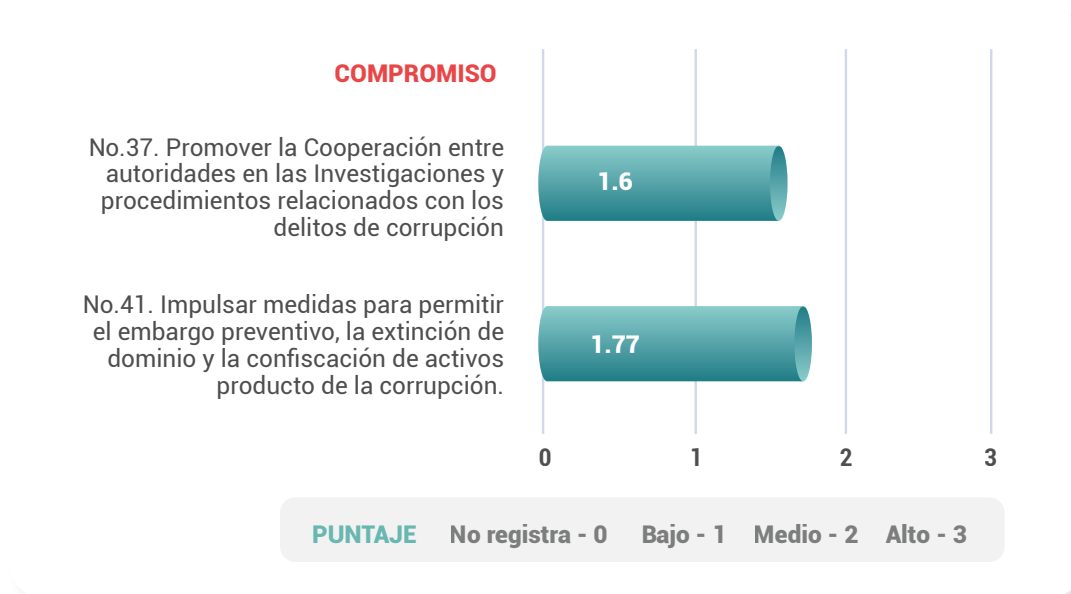 COMPROMISO
No.37. Promover la Cooperación entre
autoridades en las Investigaciones y
procedimientos relacionados con los
delitos de corrupción
1.6
No.41. Impulsar medidas para permitir
el embargo preventivo, la extinción de
dominio y la confiscación de activos
producto de la corrupción.
1.77
0 1 2 3
PUNTAJE No registra - 0 Bajo - 1 Medio - 2 Alto - 3